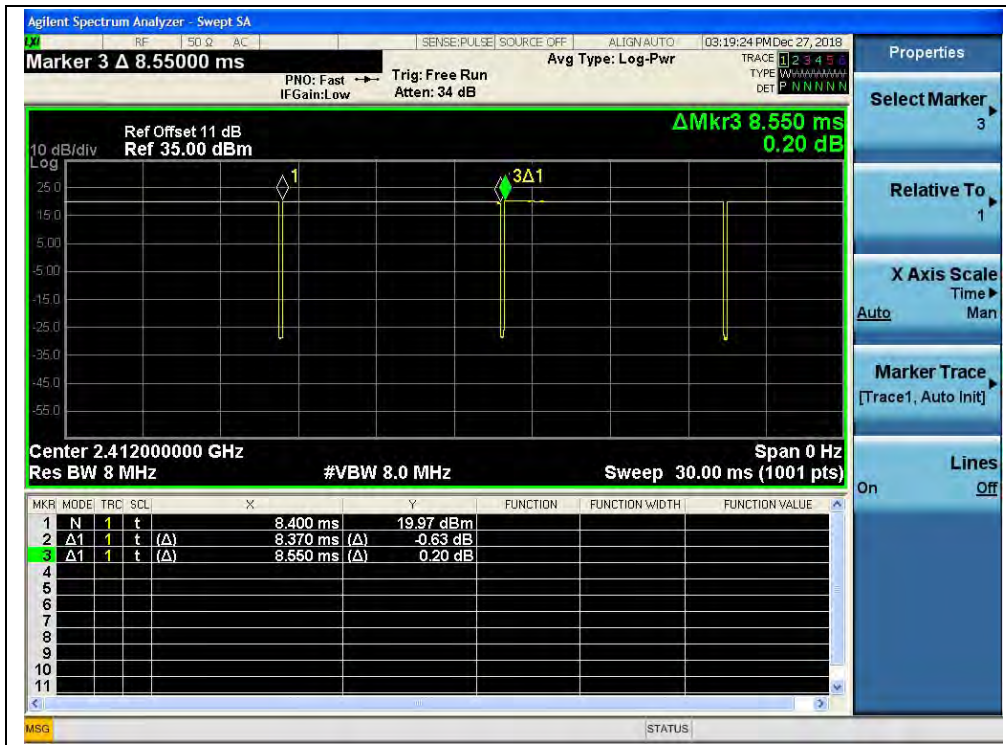 Agilent Spectrum Analyzer - Swept SA
LXI RF 50 Ω AC SENSE:PULSE SOURCE OFF ALIGN AUTO 03:19:24 PM Dec 27, 2018
Marker 3 Δ 8.55000 ms
PNO: Fast
IFGain:Low
Trig: Free Run
Atten: 34 dB
Avg Type: Log-Pwr
TRACE 1 2 3 4 5 6
TYPE W
DET P N N N N N
ΔMkr3 8.550 ms
0.20 dB
Ref Offset 11 dB
10 dB/div Ref 35.00 dBm
Log
1
3Δ1
25.0
15.0
5.00
-5.00
-15.0
-25.0
-35.0
-45.0
-55.0
Center 2.412000000 GHz Span 0 Hz
Res BW 8 MHz #VBW 8.0 MHz Sweep 30.00 ms (1001 pts)
MKR MODE TRC SCL X Y FUNCTION FUNCTION WIDTH FUNCTION VALUE
1 N 1 t 8.400 ms 19.97 dBm
2 Δ1 1 t (Δ) 8.370 ms (Δ) -0.63 dB
3 Δ1 1 t (Δ) 8.550 ms (Δ) 0.20 dB
4
5
6
7
8
9
10
11
MSG STATUS
Properties
Select Marker
3
Relative To
1
X Axis Scale
Time
Auto Man
Marker Trace
[Trace1, Auto Init]
Lines
On Off